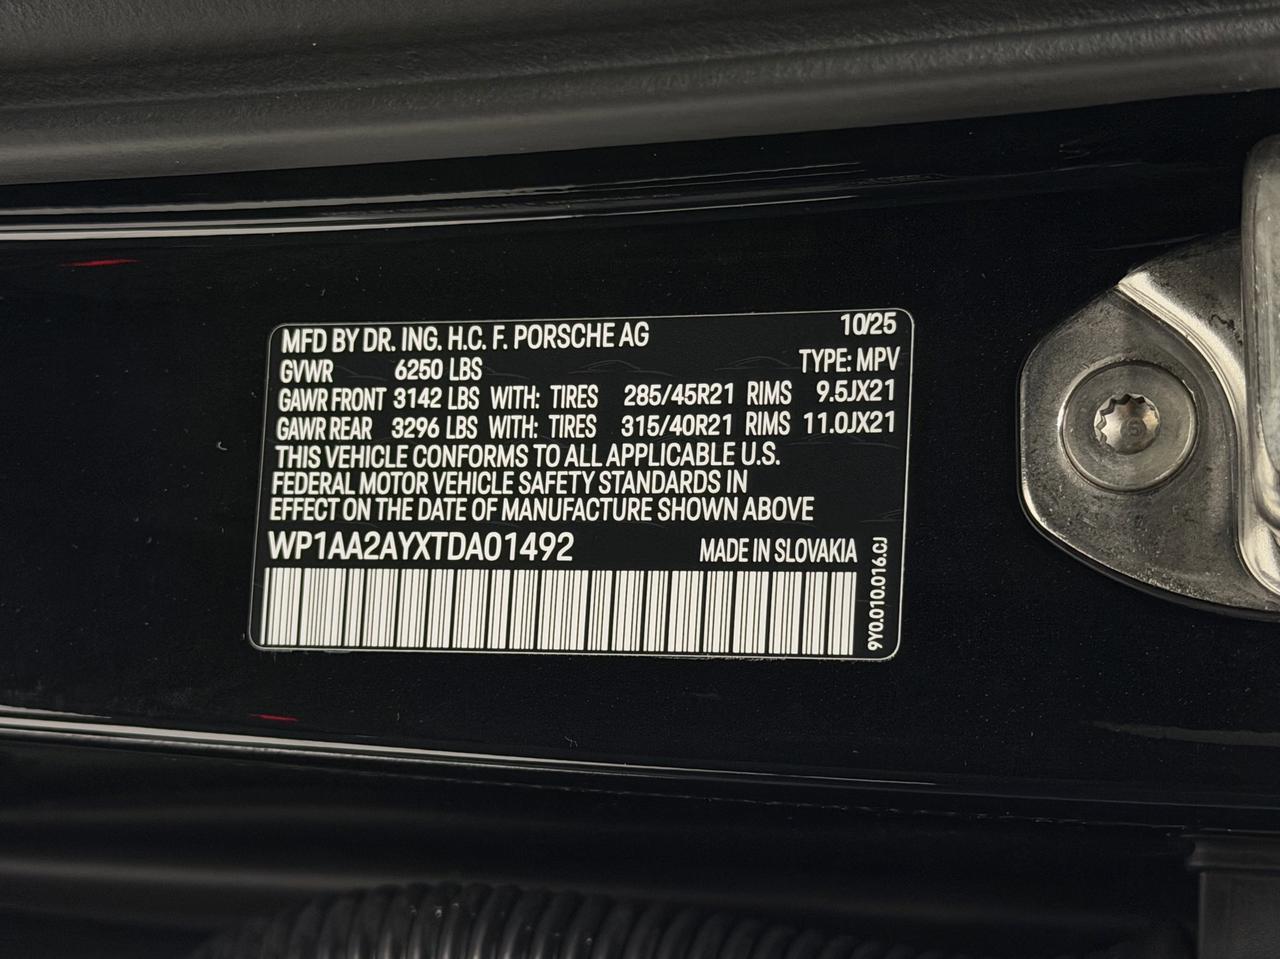 MFD BY DR. ING. H.C. F. PORSCHE AG 10/25
GVWR 6250 LBS TYPE: MPV
GAWR FRONT 3142 LBS WITH: TIRES 285/45R21 RIMS 9.5JX21
GAWR REAR 3296 LBS WITH: TIRES 315/40R21 RIMS 11.0JX21
THIS VEHICLE CONFORMS TO ALL APPLICABLE U.S.
FEDERAL MOTOR VEHICLE SAFETY STANDARDS IN
EFFECT ON THE DATE OF MANUFACTURE SHOWN ABOVE
WP1AA2AYXTDA01492 MADE IN SLOVAKIA
9Y0.010.016.CJ